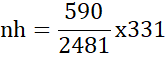 nh = 590/2481 x331